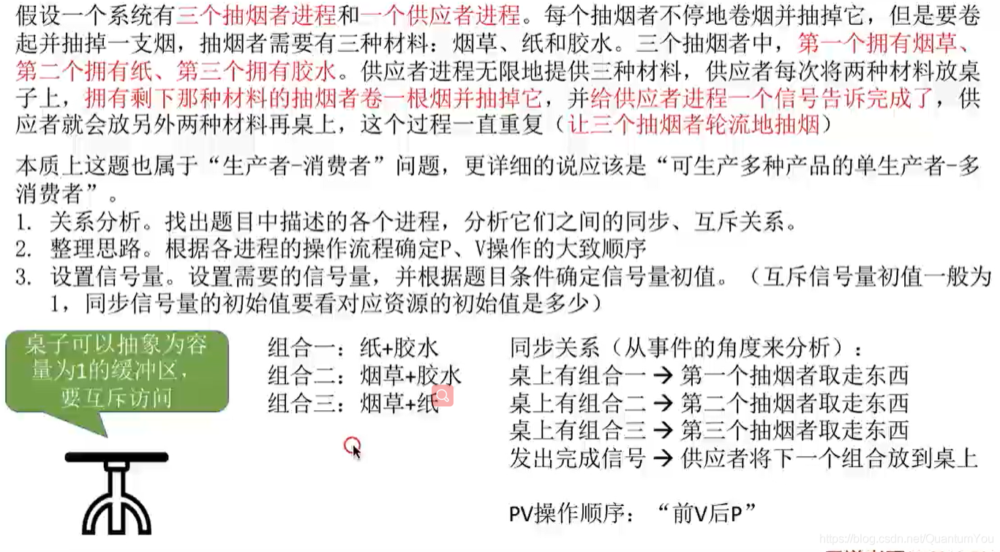 假设一个系统有三个抽烟者进程和一个供应者进程。每个抽烟者不停地卷烟并抽掉它，但是要卷
起并抽掉一支烟，抽烟者需要有三种材料：烟草、纸和胶水。三个抽烟者中，第一个拥有烟草、
第二个拥有纸、第三个拥有胶水。供应者进程无限地提供三种材料，供应者每次将两种材料放桌
子上，拥有剩下那种材料的抽烟者卷一根烟并抽掉它，并给供应者进程一个信号告诉完成了，供
应者就会放另外两种材料再桌上，这个过程一直重复（让三个抽烟者轮流地抽烟）
本质上这题也属于“生产者-消费者”问题，更详细的说应该是“可生产多种产品的单生产者-多
消费者”。
1. 关系分析。找出题目中描述的各个进程，分析它们之间的同步、互斥关系。
2. 整理思路。根据各进程的操作流程确定P、V操作的大致顺序
3. 设置信号量。设置需要的信号量，并根据题目条件确定信号量初值。（互斥信号量初值一般为
1，同步信号量的初始值要看对应资源的初始值是多少）
桌子可以抽象为容
量为1的缓冲区，
要互斥访问
组合一：纸+胶水
组合二：烟草+胶水
组合三：烟草+纸
同步关系（从事件的角度来分析）：
桌上有组合一→第一个抽烟者取走东西
桌上有组合二→第二个抽烟者取走东西
桌上有组合三→第三个抽烟者取走东西
发出完成信号→供应者将下一个组合放到桌上
PV操作顺序：“前V后P”
https://blog.csdn.net/QuantumYou